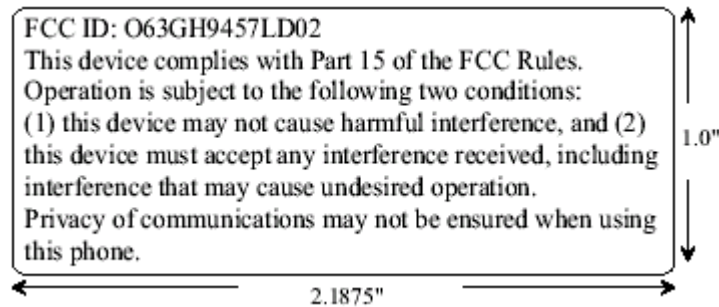 FCC ID: O63GH9457LD02
This device complies with Part 15 of the FCC Rules.
Operation is subject to the following two conditions:
(1) this device may not cause harmful interference, and (2)
this device must accept any interference received, including
interference that may cause undesired operation.
Privacy of communications may not be ensured when using
this phone.
1.0"
2.1875"